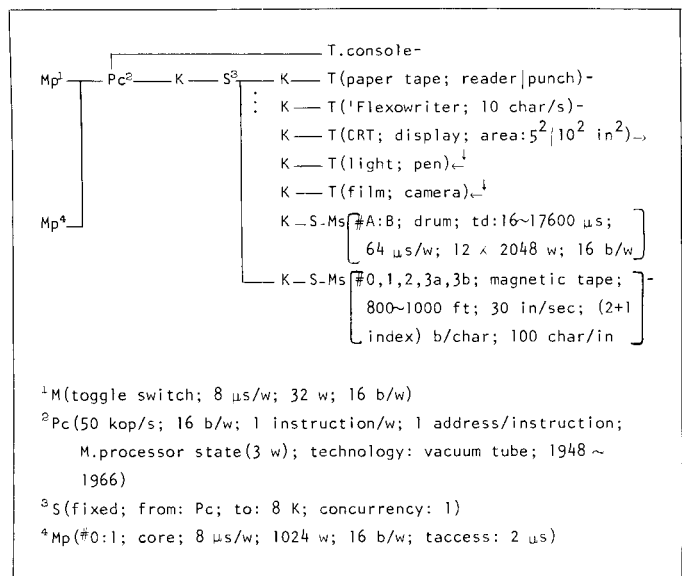 T.console-
Mp¹ Pc² K S³ K T(paper tape; reader|punch)-
K T('Flexowriter; 10 char/s)-
K T(CRT; display; area:5²|10² in²)→
K T(light; pen)←
K T(film; camera)←
Mp⁴ K-S-Ms[#A:B; drum; td:16~17600 μs;
64 μs/w; 12 × 2048 w; 16 b/w]
K-S-Ms[#0,1,2,3a,3b; magnetic tape;
800~1000 ft; 30 in/sec; (2+1
index) b/char; 100 char/in]-
¹M(toggle switch; 8 μs/w; 32 w; 16 b/w)
²Pc(50 kop/s; 16 b/w; 1 instruction/w; 1 address/instruction;
M.processor state(3 w); technology: vacuum tube; 1948 ~
1966)
³S(fixed; from: Pc; to: 8 K; concurrency: 1)
⁴Mp(#0:1; core; 8 μs/w; 1024 w; 16 b/w; taccess: 2 μs)